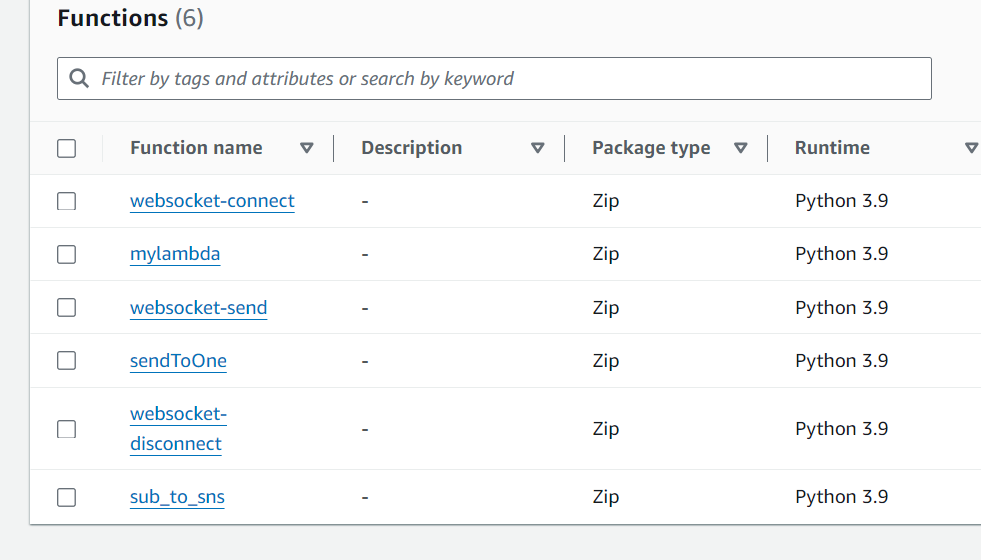 Functions (6)
Filter by tags and attributes or search by keyword
Function name Description Package type Runtime
websocket-connect - Zip Python 3.9
mylambda - Zip Python 3.9
websocket-send - Zip Python 3.9
sendToOne - Zip Python 3.9
websocket-
disconnect - Zip Python 3.9
sub_to_sns - Zip Python 3.9